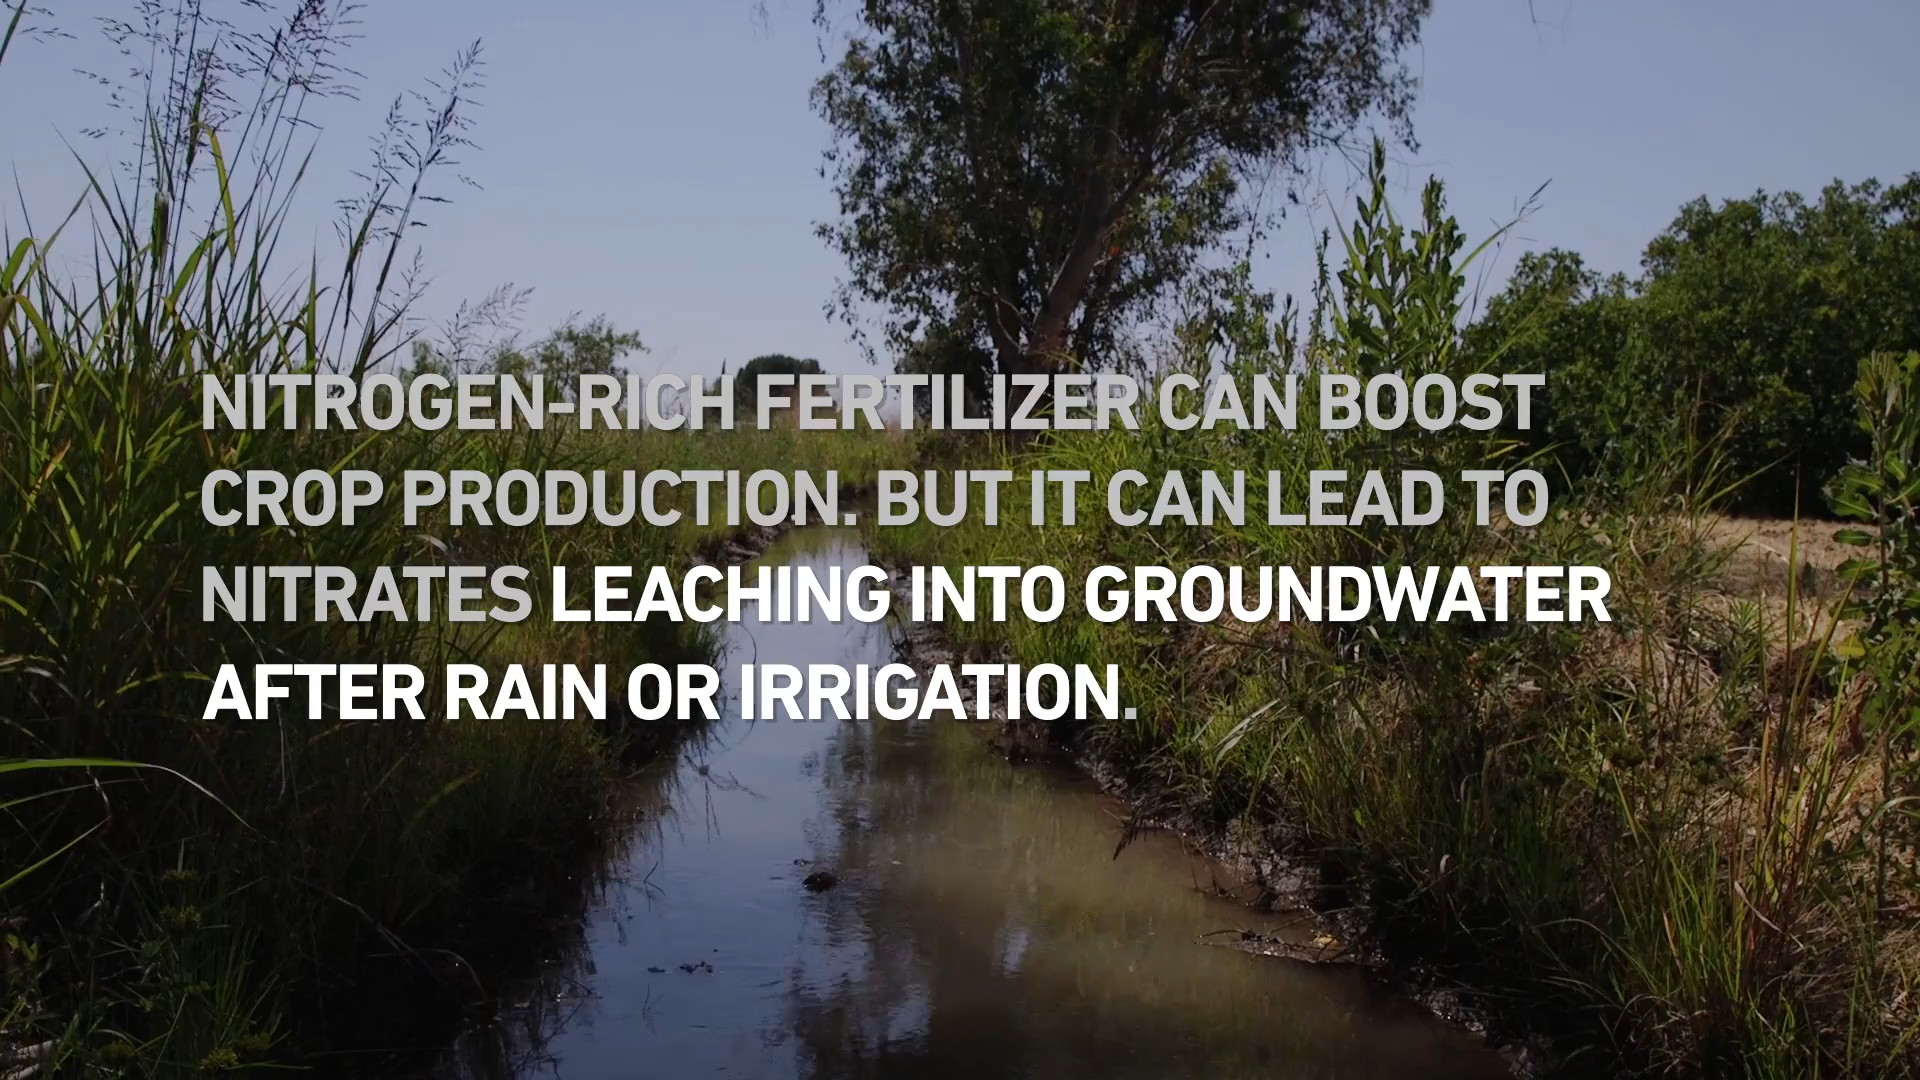 NITROGEN-RICH FERTILIZER CAN BOOST
CROP PRODUCTION. BUT IT CAN LEAD TO
NITRATES LEACHING INTO GROUNDWATER
AFTER RAIN OR IRRIGATION.